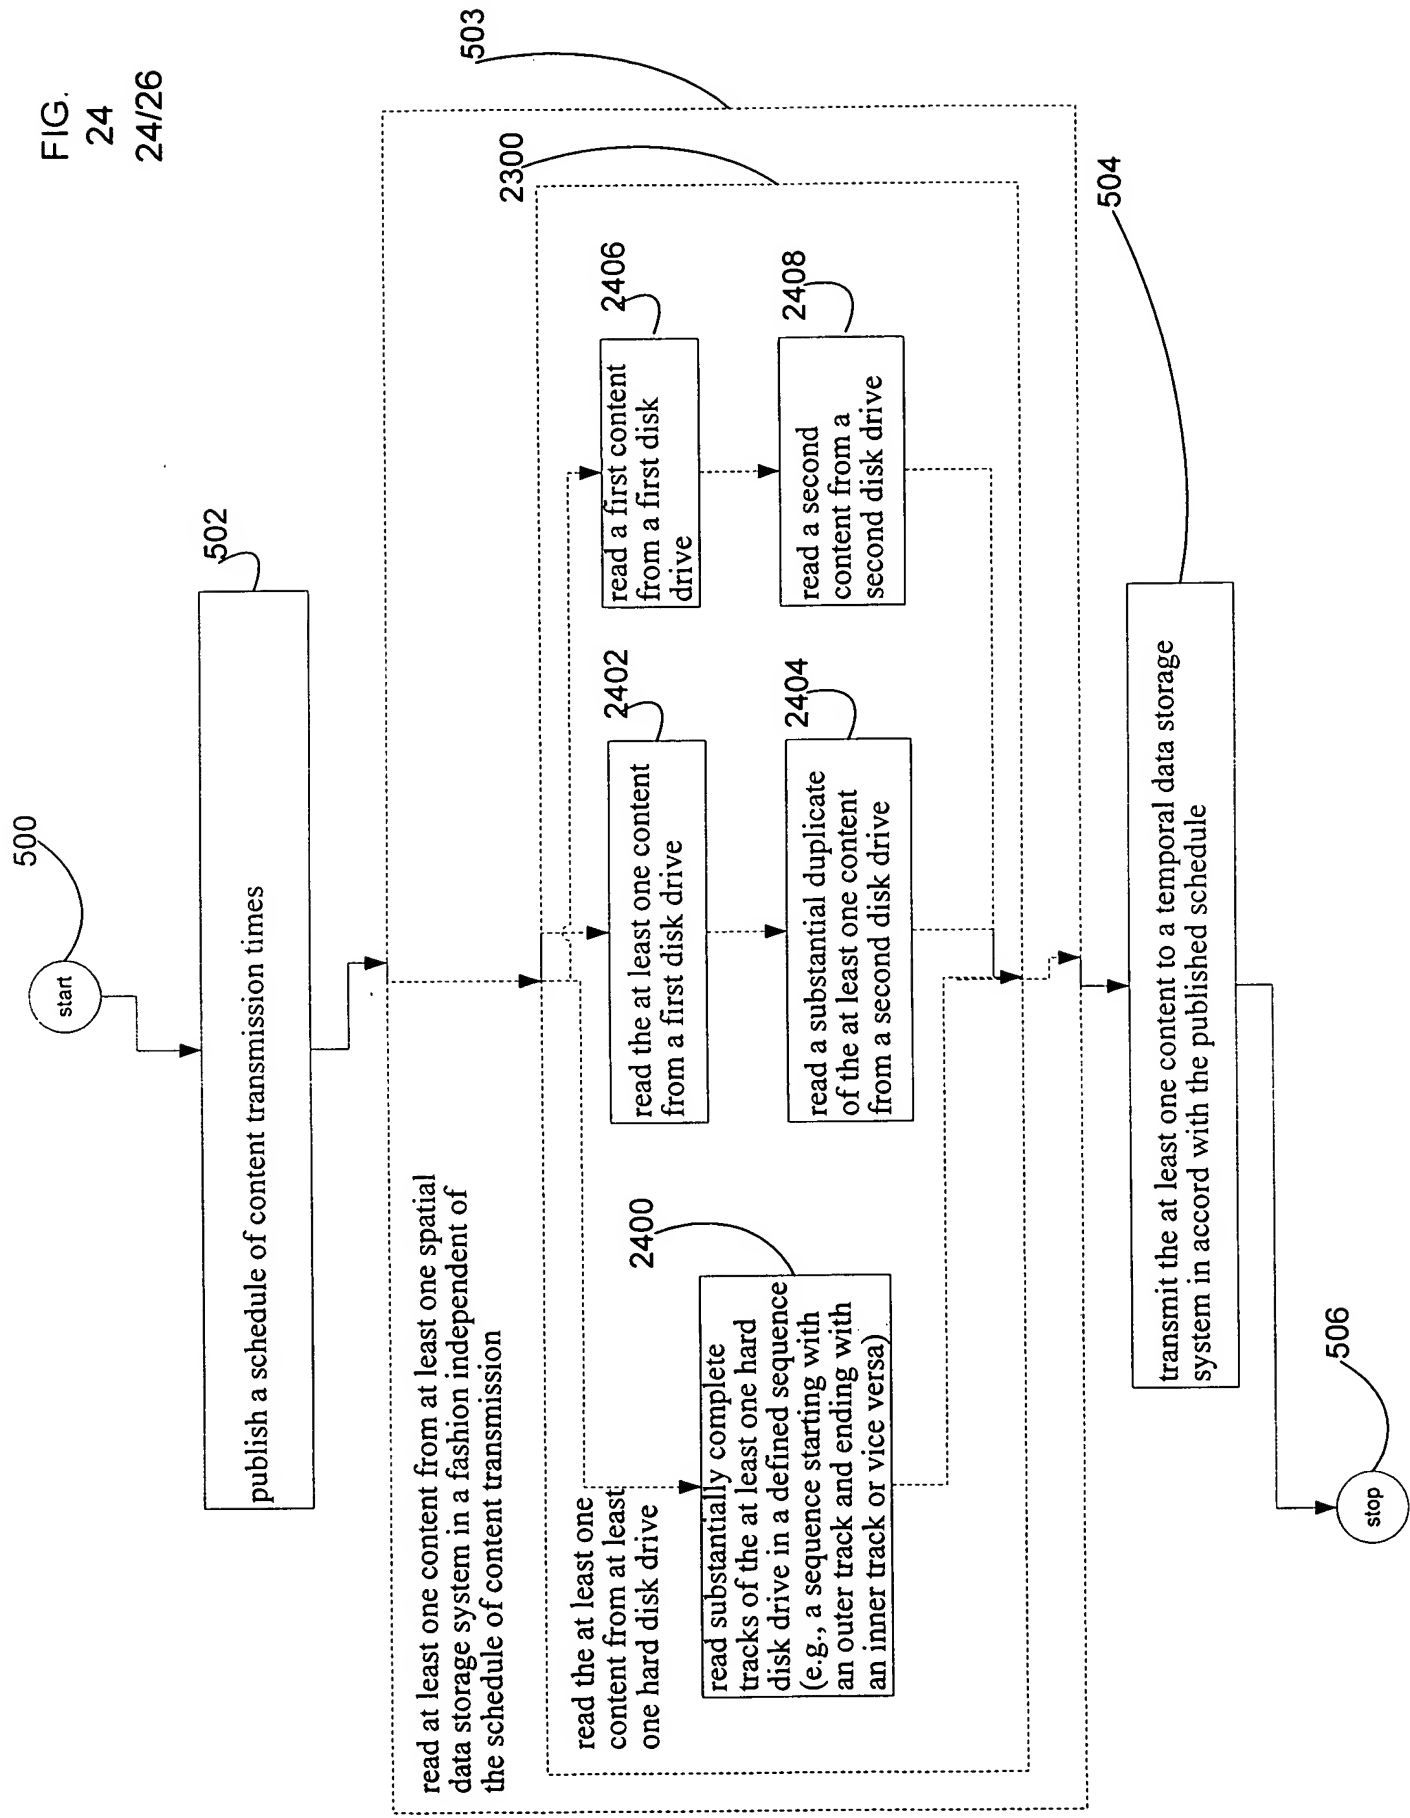 FIG.
24
24/26
500
start
502
publish a schedule of content transmission times
503
read at least one content from at least one spatial
data storage system in a fashion independent of
the schedule of content transmission
2300
read the at least one
content from at least
one hard disk drive
2400
read substantially complete
tracks of the at least one hard
disk drive in a defined sequence
(e.g., a sequence starting with
an outer track and ending with
an inner track or vice versa)
2402
read the at least one content
from a first disk drive
2404
read a substantial duplicate
of the at least one content
from a second disk drive
2406
read a first content
from a first disk
drive
2408
read a second
content from a
second disk drive
504
transmit the at least one content to a temporal data storage
system in accord with the published schedule
506
stop